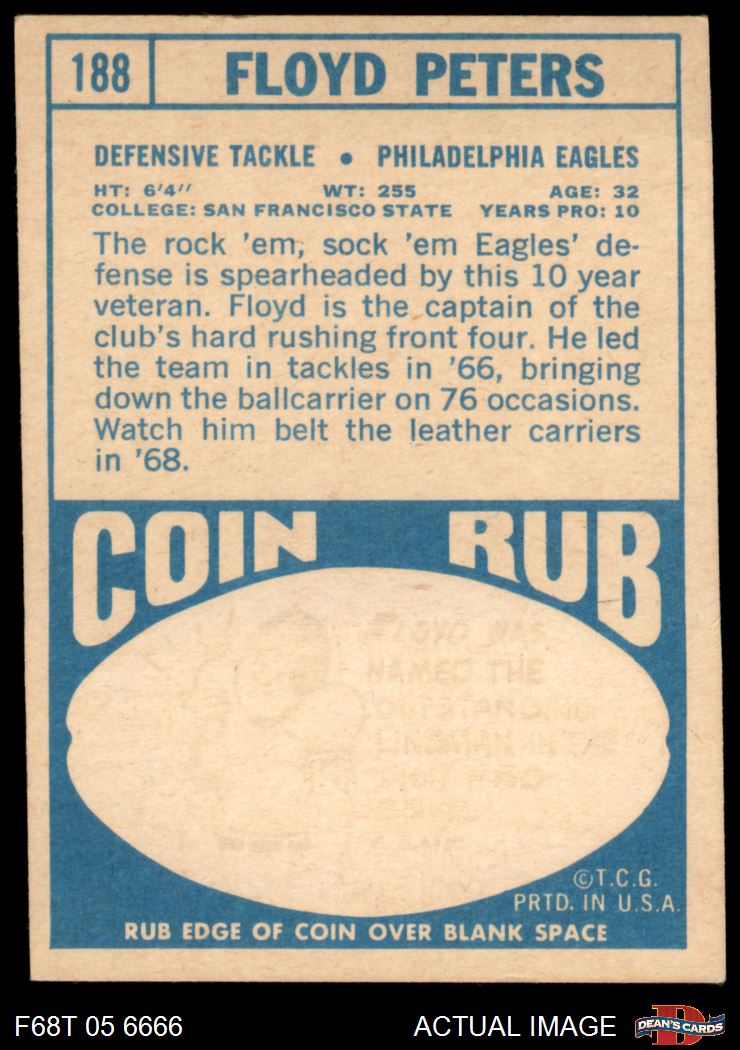 188 FLOYD PETERS
DEFENSIVE TACKLE • PHILADELPHIA EAGLES
HT: 6'4" WT: 255 AGE: 32
COLLEGE: SAN FRANCISCO STATE YEARS PRO: 10
The rock 'em, sock 'em Eagles' de-
fense is spearheaded by this 10 year
veteran. Floyd is the captain of the
club's hard rushing front four. He led
the team in tackles in '66, bringing
down the ballcarrier on 76 occasions.
Watch him belt the leather carriers
in '68.
COIN RUB
FLOYD WAS
NAMED THE
OUTSTANDING
LINEMAN IN THE
©T.C.G.
PRTD. IN U.S.A.
RUB EDGE OF COIN OVER BLANK SPACE
F68T 05 6666 ACTUAL IMAGE DEAN'S CARDS